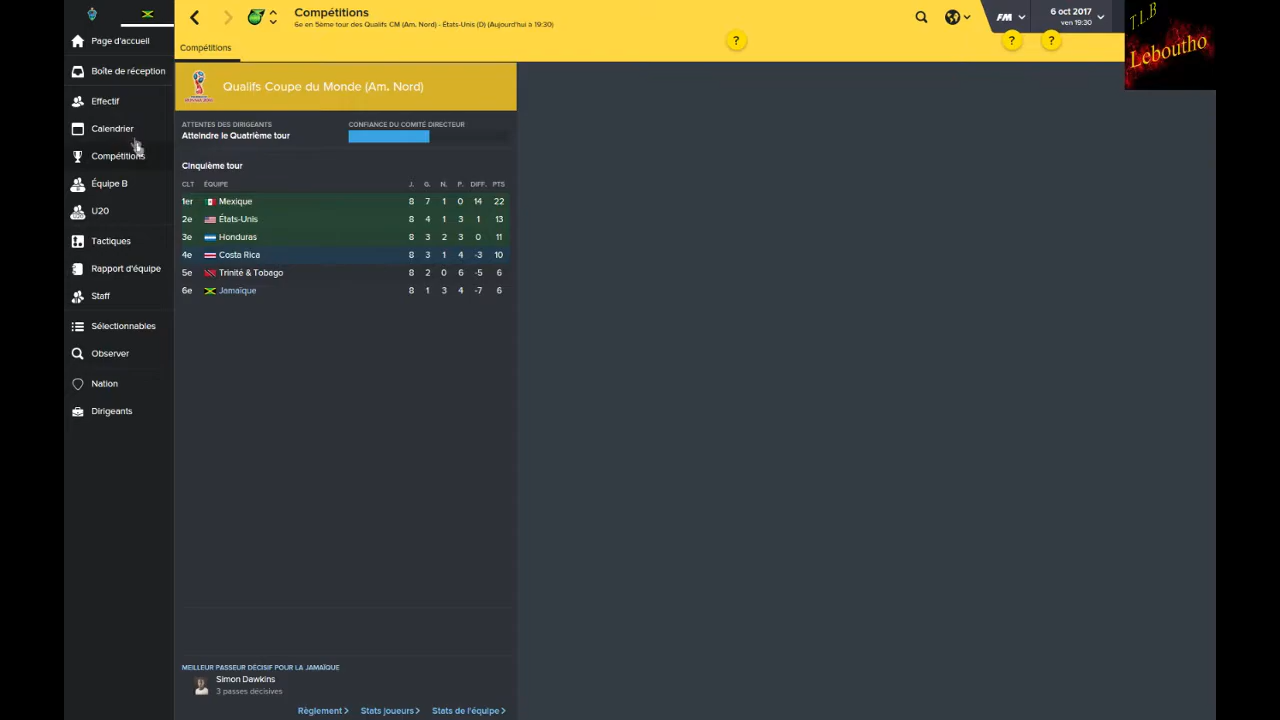 Compétitions
6e en 5ème tour des Qualifs CM (Am. Nord) - États-Unis (D) (Aujourd'hui à 19:30)
FM
6 oct 2017
ven 19:30
T.L.B
Leboutho
? ? ?
Page d'accueil
Boîte de réception
Effectif
Calendrier
Compétitions
Équipe B
U20
Tactiques
Rapport d'équipe
Staff
Sélectionnables
Observer
Nation
Dirigeants
Compétitions
Qualifs Coupe du Monde (Am. Nord)
ATTENTES DES DIRIGEANTS CONFIANCE DU COMITÉ DIRECTEUR
Atteindre le Quatrième tour
Cinquième tour
CLT ÉQUIPE J. G. N. P. DIFF. PTS
1er Mexique 8 7 1 0 14 22
2e États-Unis 8 4 1 3 1 13
3e Honduras 8 3 2 3 0 11
4e Costa Rica 8 3 1 4 -3 10
5e Trinité & Tobago 8 2 0 6 -5 6
6e Jamaïque 8 1 3 4 -7 6
MEILLEUR PASSEUR DÉCISIF POUR LA JAMAÏQUE
Simon Dawkins
3 passes décisives
Règlement > Stats joueurs > Stats de l'équipe >